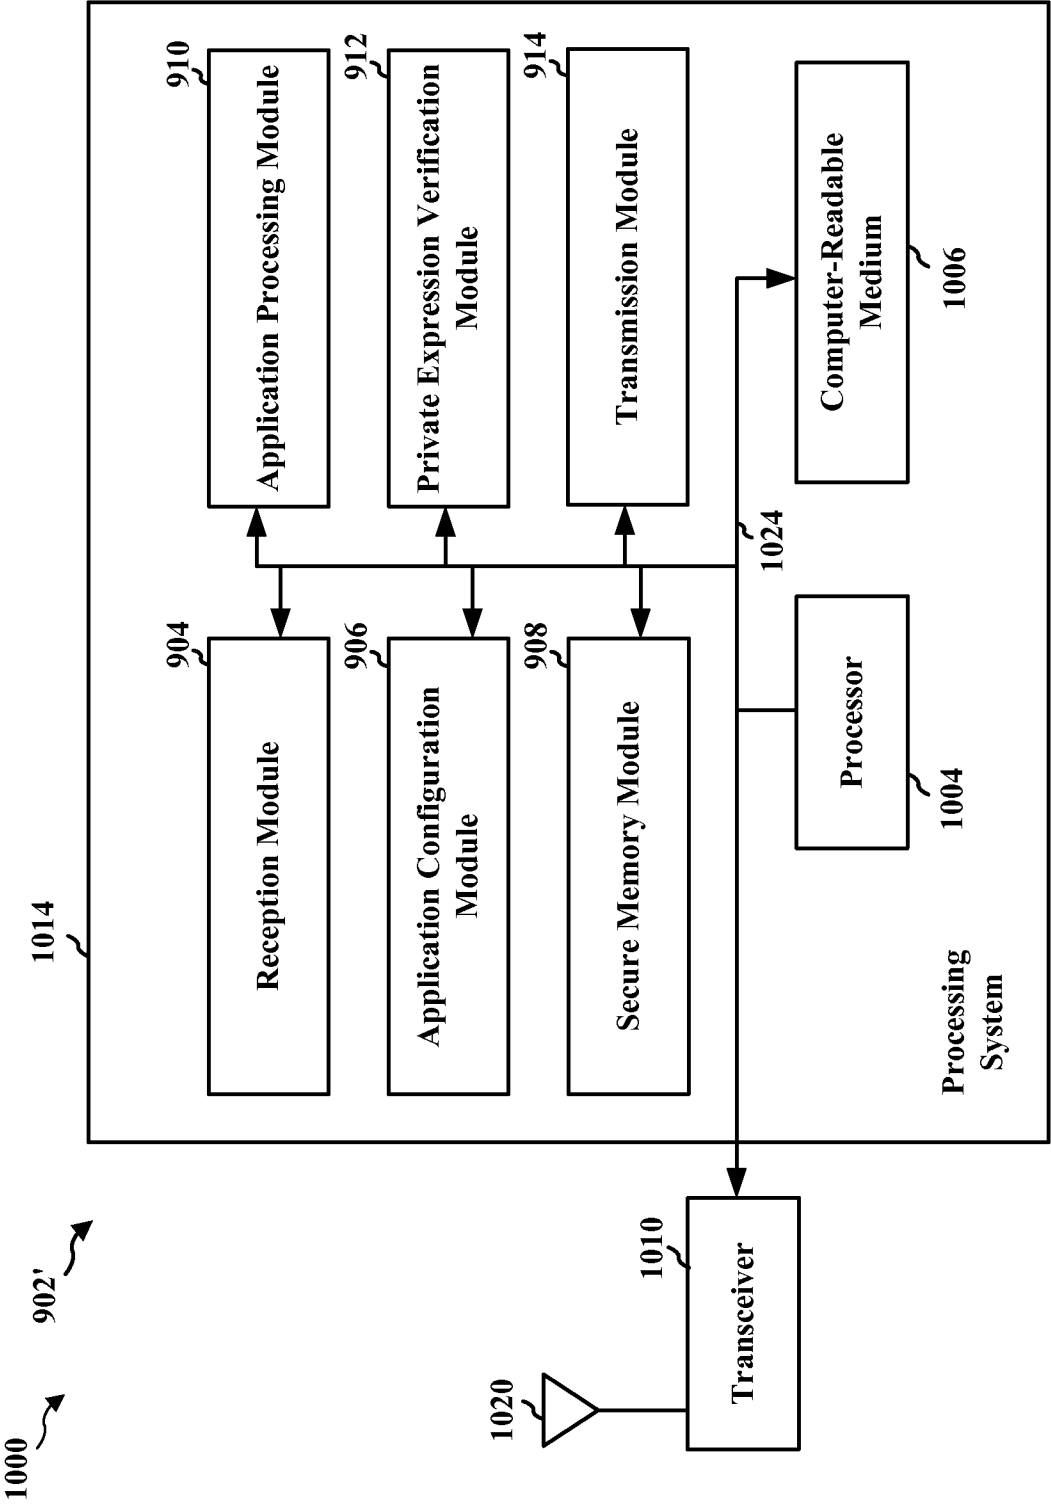 1000
902'
1014
904
Reception Module
910
Application Processing Module
906
Application Configuration
Module
912
Private Expression Verification
Module
908
Secure Memory Module
914
Transmission Module
1020
1010
Transceiver
1024
Processor
1004
Computer-Readable
Medium
1006
Processing
System